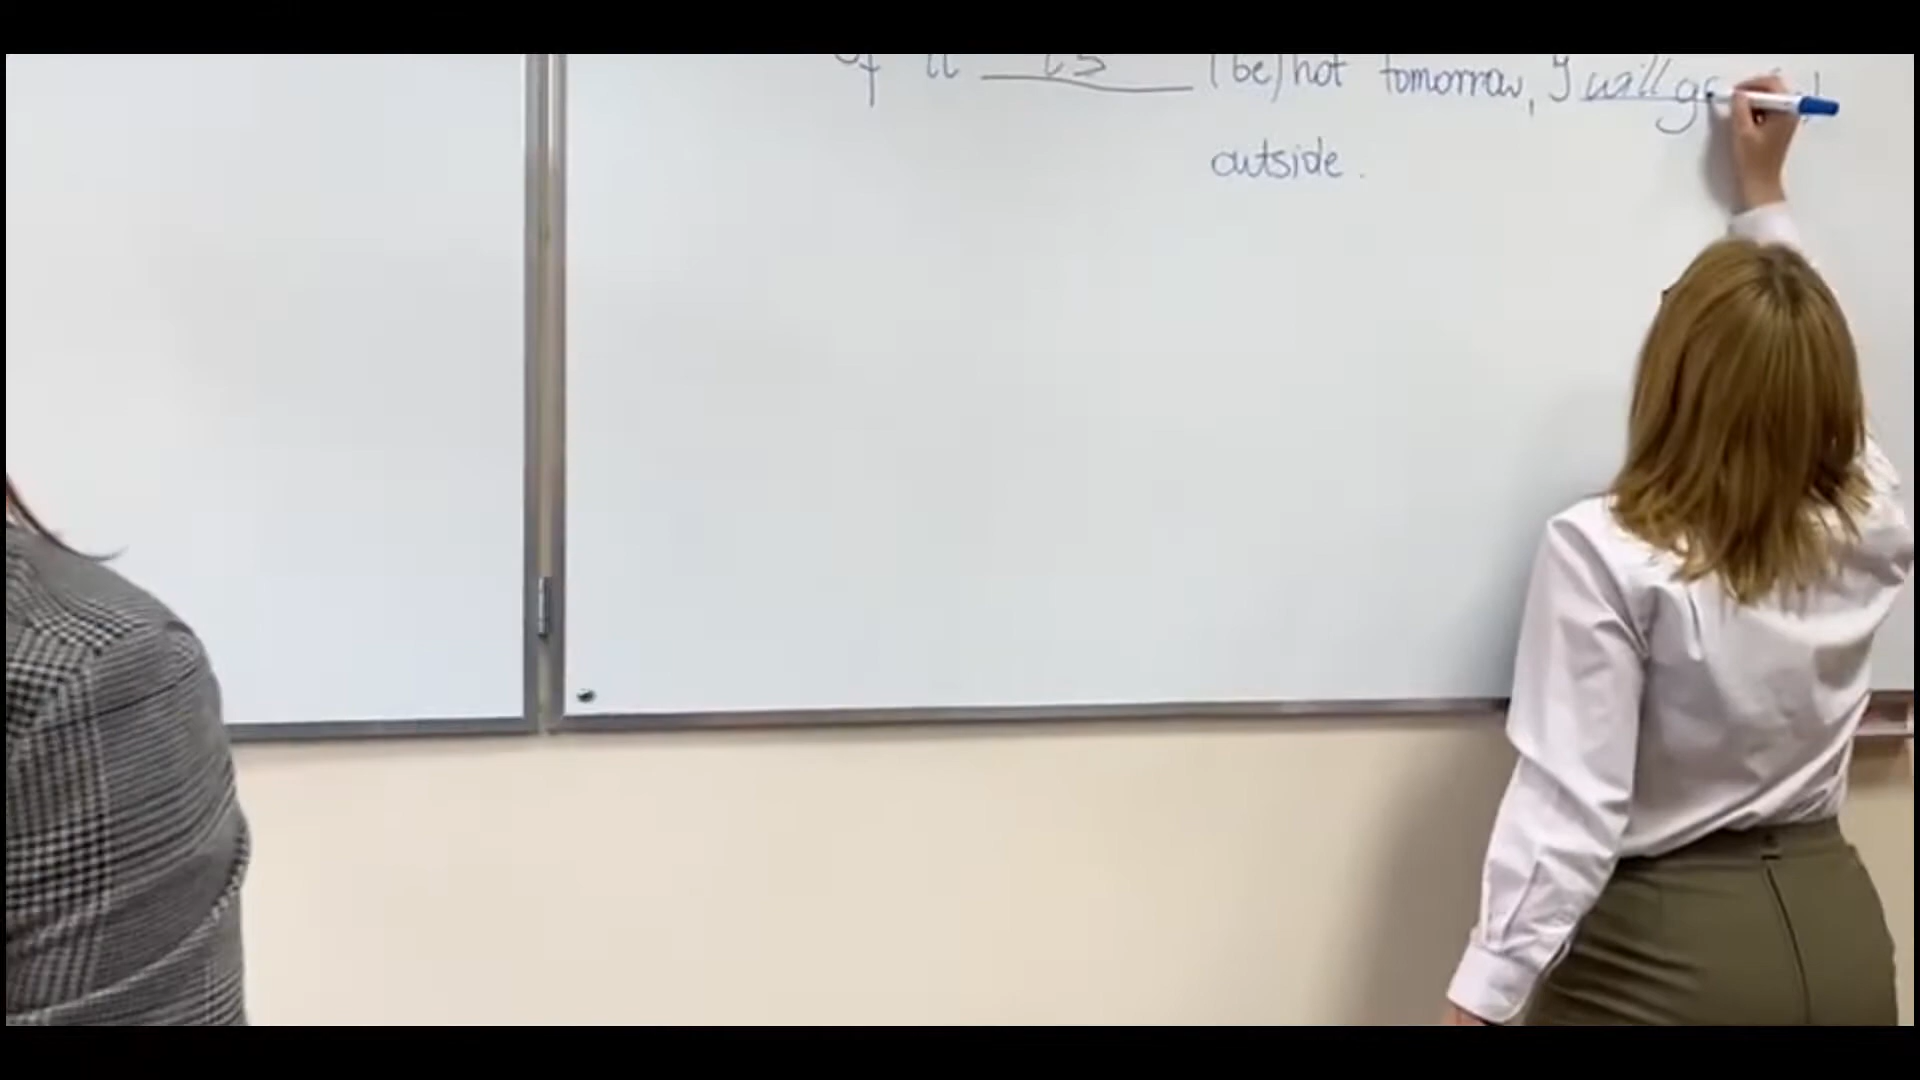 If it is (be) hot tomorrow, I will go
outside.